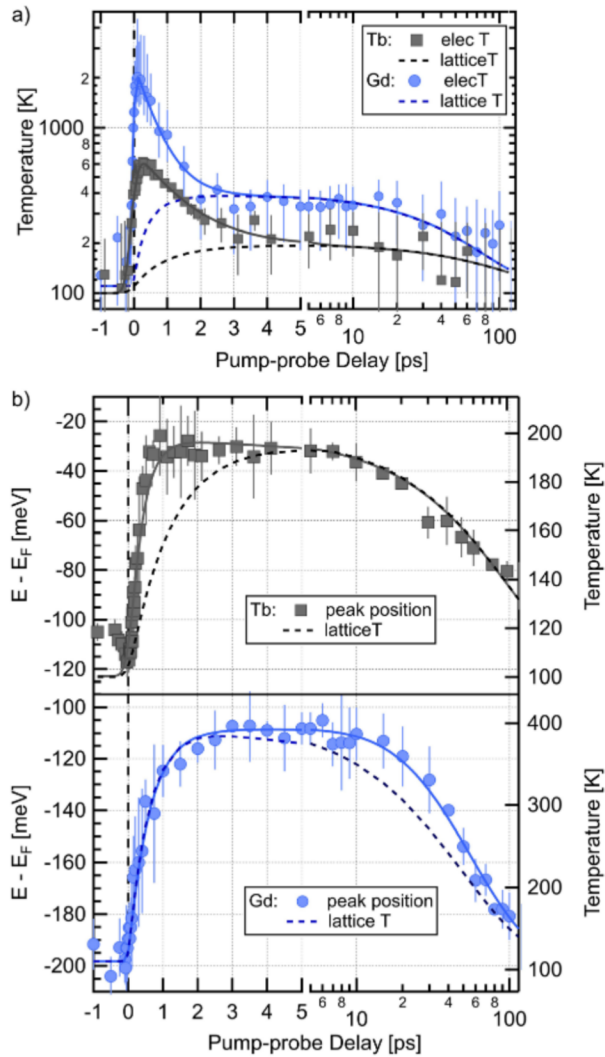 a)
Temperature [K]
2
1000
8
6
4
2
100
8
Tb: elec T
latticeT
Gd: elecT
lattice T
-1 0 1 2 3 4 5 6 8 10 2 4 6 8 100
Pump-probe Delay [ps]
b)
E - EF [meV]
-20
-40
-60
-80
-100
-120
Temperature [K]
200
180
160
140
120
100
Tb: peak position
latticeT
E - EF [meV]
-100
-120
-140
-160
-180
-200
Temperature [K]
400
300
200
100
Gd: peak position
lattice T
-1 0 1 2 3 4 5 6 8 10 2 4 6 8 100
Pump-probe Delay [ps]